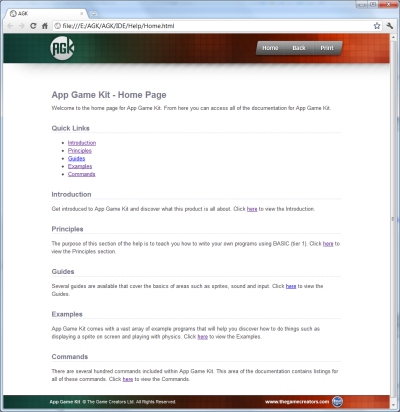 AGK
file:///E:/AGK/AGK/IDE/Help/Home.html
AGK
Home Back Print
App Game Kit - Home Page
Welcome to the home page for App Game Kit. From here you can access all of the documentation for App Game Kit.
Quick Links
Introduction
Principles
Guides
Examples
Commands
Introduction
Get introduced to App Game Kit and discover what this product is all about. Click here to view the Introduction.
Principles
The purpose of this section of the help is to teach you how to write your own programs using BASIC (tier 1). Click here to
view the Principles section.
Guides
Several guides are available that cover the basics of areas such as sprites, sound and input. Click here to view the
Guides.
Examples
App Game Kit comes with a vast array of example programs that will help you discover how to do things such as
displaying a sprite on screen and playing with physics. Click here to view the Examples.
Commands
There are several hundred commands included within App Game Kit. This area of the documentation contains listings for
all of these commands. Click here to view the Commands.
App Game Kit © The Game Creators Ltd. All Rights Reserved. www.thegamecreators.com